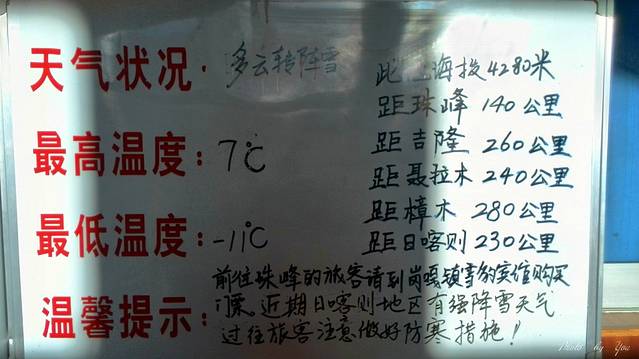 天气状况: 多云转阵雪
最高温度: 7℃
最低温度: -11℃
此 海拔4280米
距珠峰 140公里
距吉隆 260公里
距聂拉木 240公里
距樟木 280公里
距日喀则 230公里
温馨提示:
前往珠峰的旅客请到岗嘎镇雪豹宾馆购买
门票。近期日喀则地区有强降雪天气
过往旅客注意做好防寒措施！
Photo by You